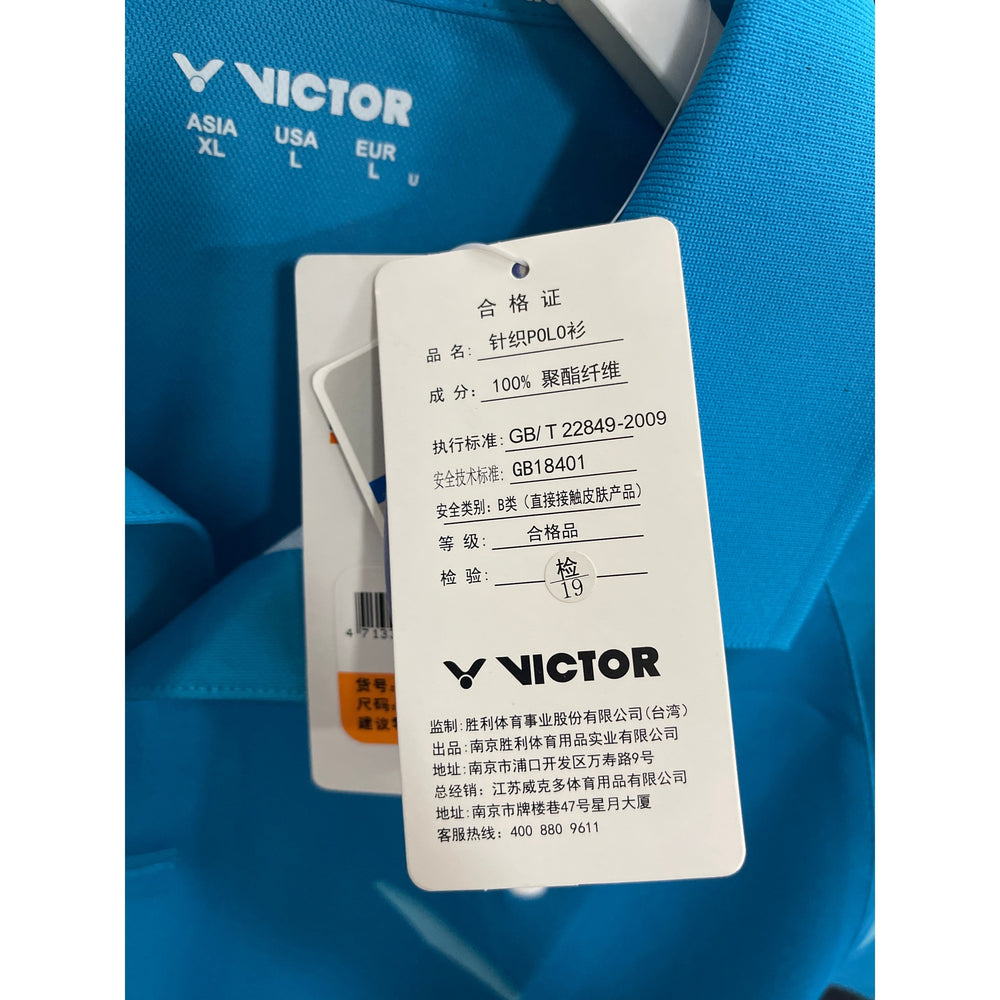 VICTOR
ASIA USA EUR
XL L L U
合格证
品名: 针织POLO衫
成分: 100% 聚酯纤维
执行标准: GB/T 22849-2009
安全技术标准: GB18401
安全类别: B类 (直接接触皮肤产品)
等级: 合格品
检验: 检
19
VICTOR
监制: 胜利体育事业股份有限公司(台湾)
出品: 南京胜利体育用品实业有限公司
地址: 南京市浦口开发区万寿路9号
总经销: 江苏威克多体育用品有限公司
地址: 南京市牌楼巷47号星月大厦
客服热线: 400 880 9611
货号:
尺码:
建议